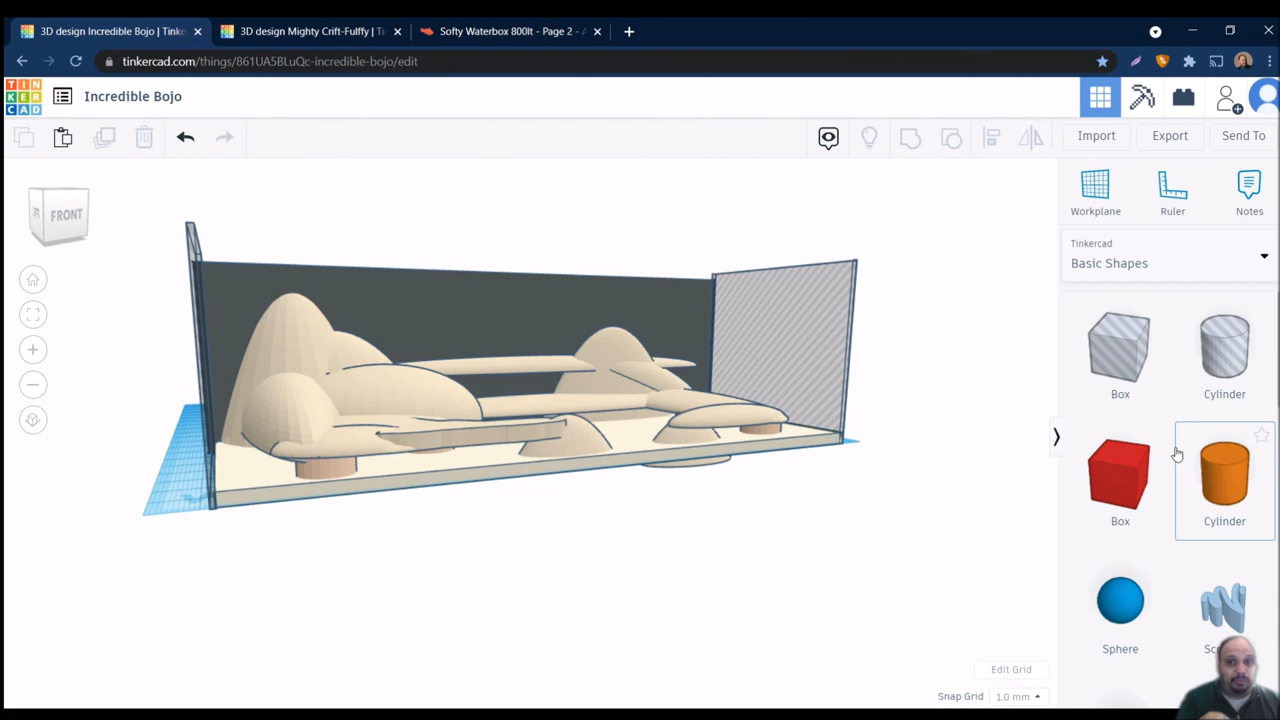 3D design Incredible Bojo | Tinke
3D design Mighty Crift-Fulffy | Ti
Softy Waterbox 800lt - Page 2 - A
tinkercad.com/things/861UA5BLuQc-incredible-bojo/edit
TIN
KER
CAD
Incredible Bojo
Import
Export
Send To
FRONT
Workplane
Ruler
Notes
Tinkercad
Basic Shapes
Box
Cylinder
Box
Cylinder
Sphere
Edit Grid
Snap Grid
1.0 mm